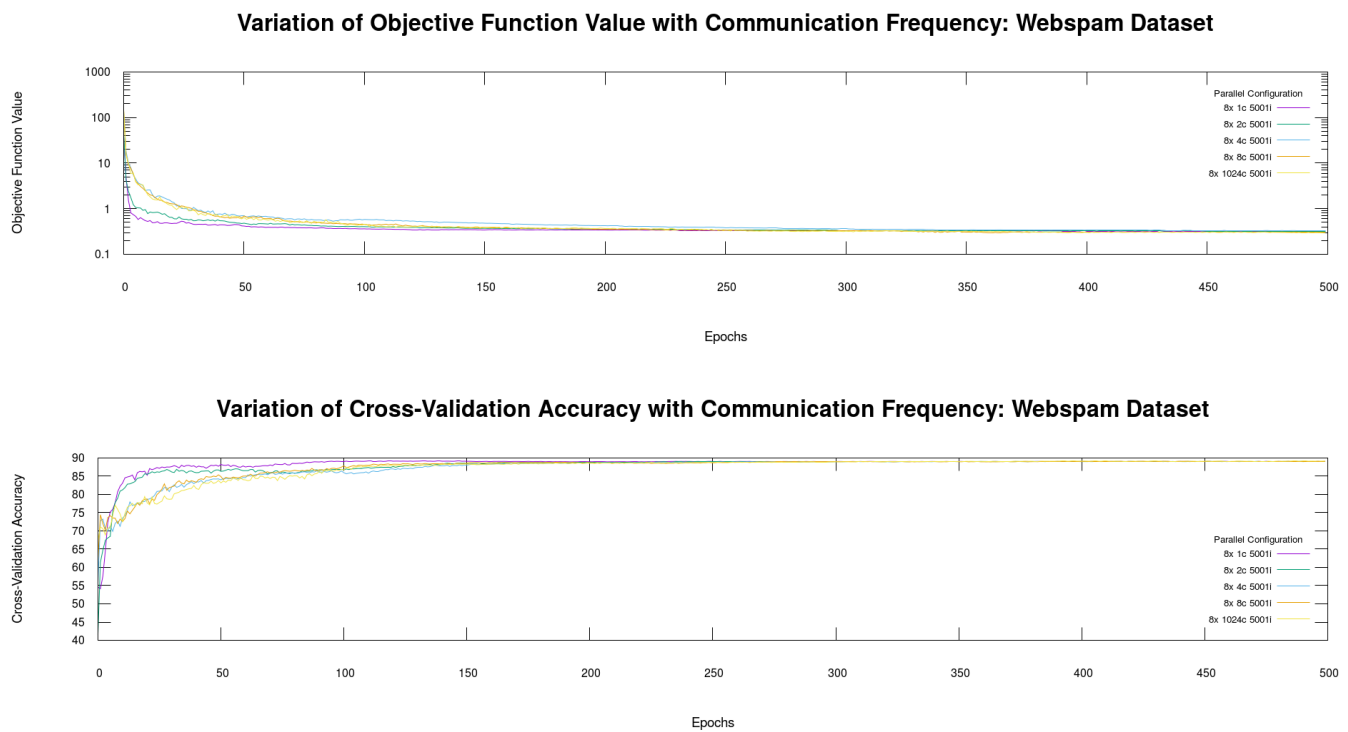 Variation of Objective Function Value with Communication Frequency: Webspam Dataset
Objective Function Value
1000
100
10
1
0.1
Parallel Configuration
8x 1c 5001i
8x 2c 5001i
8x 4c 5001i
8x 8c 5001i
8x 1024c 5001i
0 50 100 150 200 250 300 350 400 450 500
Epochs
Variation of Cross-Validation Accuracy with Communication Frequency: Webspam Dataset
Cross-Validation Accuracy
90
85
80
75
70
65
60
55
50
45
40
Parallel Configuration
8x 1c 5001i
8x 2c 5001i
8x 4c 5001i
8x 8c 5001i
8x 1024c 5001i
0 50 100 150 200 250 300 350 400 450 500
Epochs